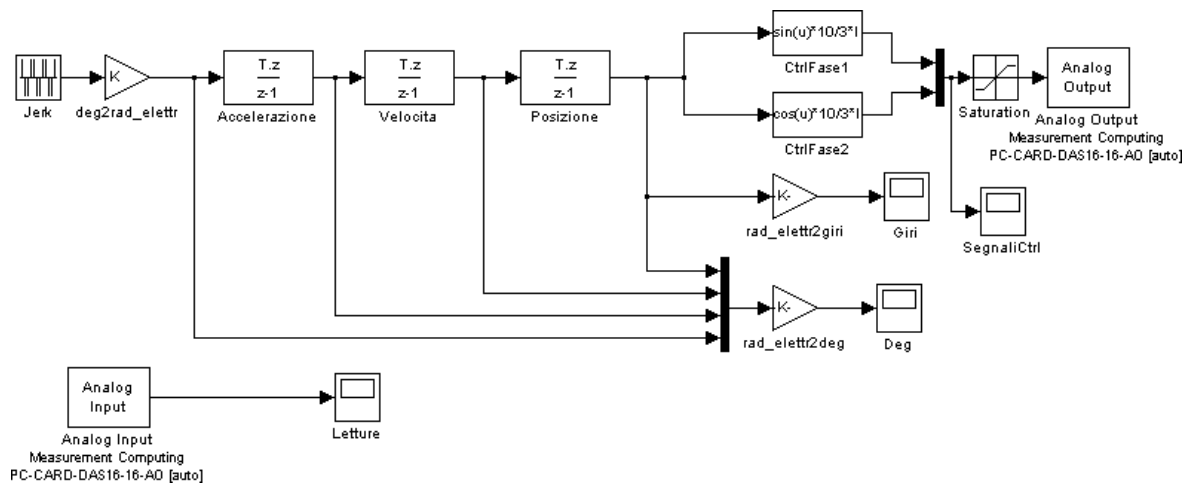 Jerk
K
deg2rad_elettr
T.z
z-1
Accelerazione
T.z
z-1
Velocita
T.z
z-1
Posizione
sin(u)*10/3*I
CtrlFase1
cos(u)*10/3*I
CtrlFase2
Saturation
Analog
Output
Analog Output
Measurement Computing
PC-CARD-DAS16-16-AO [auto]
K-
rad_elettr2giri
Giri
SegnaliCtrl
K-
rad_elettr2deg
Deg
Analog
Input
Analog Input
Measurement Computing
PC-CARD-DAS16-16-AO [auto]
Letture